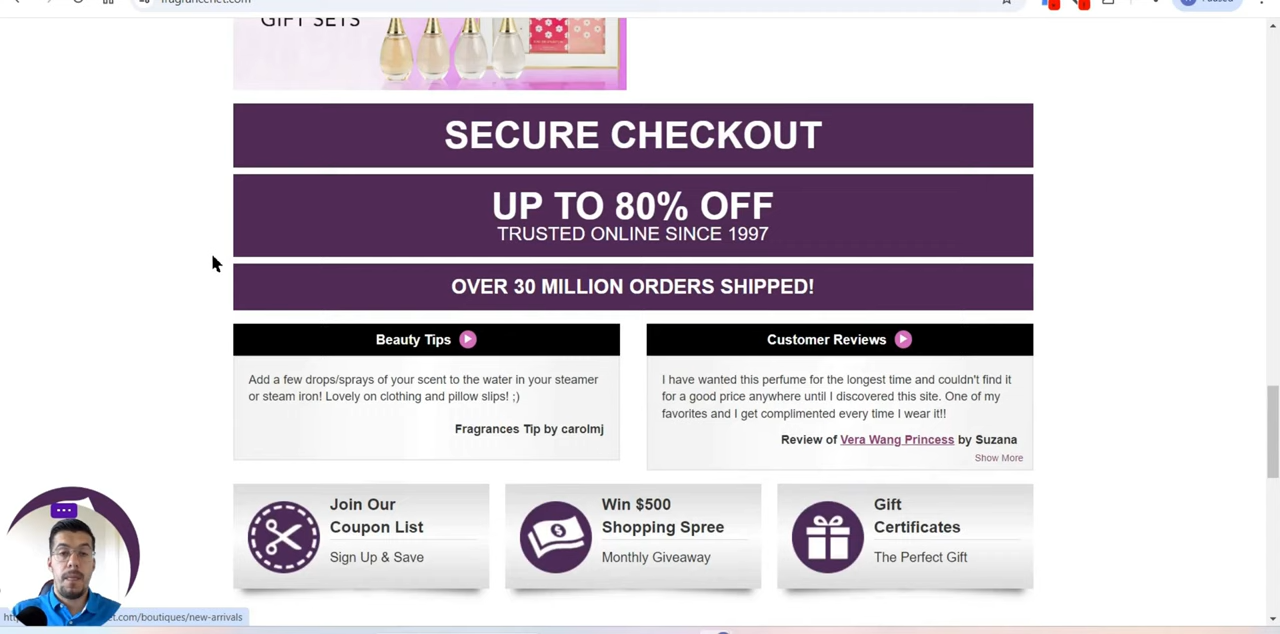 fragrancenet.com
GIFT SETS
SECURE CHECKOUT
UP TO 80% OFF
TRUSTED ONLINE SINCE 1997
OVER 30 MILLION ORDERS SHIPPED!
Beauty Tips
Add a few drops/sprays of your scent to the water in your steamer
or steam iron! Lovely on clothing and pillow slips! ;)
Fragrances Tip by carolmj
Customer Reviews
I have wanted this perfume for the longest time and couldn't find it
for a good price anywhere until I discovered this site. One of my
favorites and I get complimented every time I wear it!!
Review of Vera Wang Princess by Suzana
Show More
Join Our
Coupon List
Sign Up & Save
Win $500
Shopping Spree
Monthly Giveaway
Gift
Certificates
The Perfect Gift
net.com/boutiques/new-arrivals